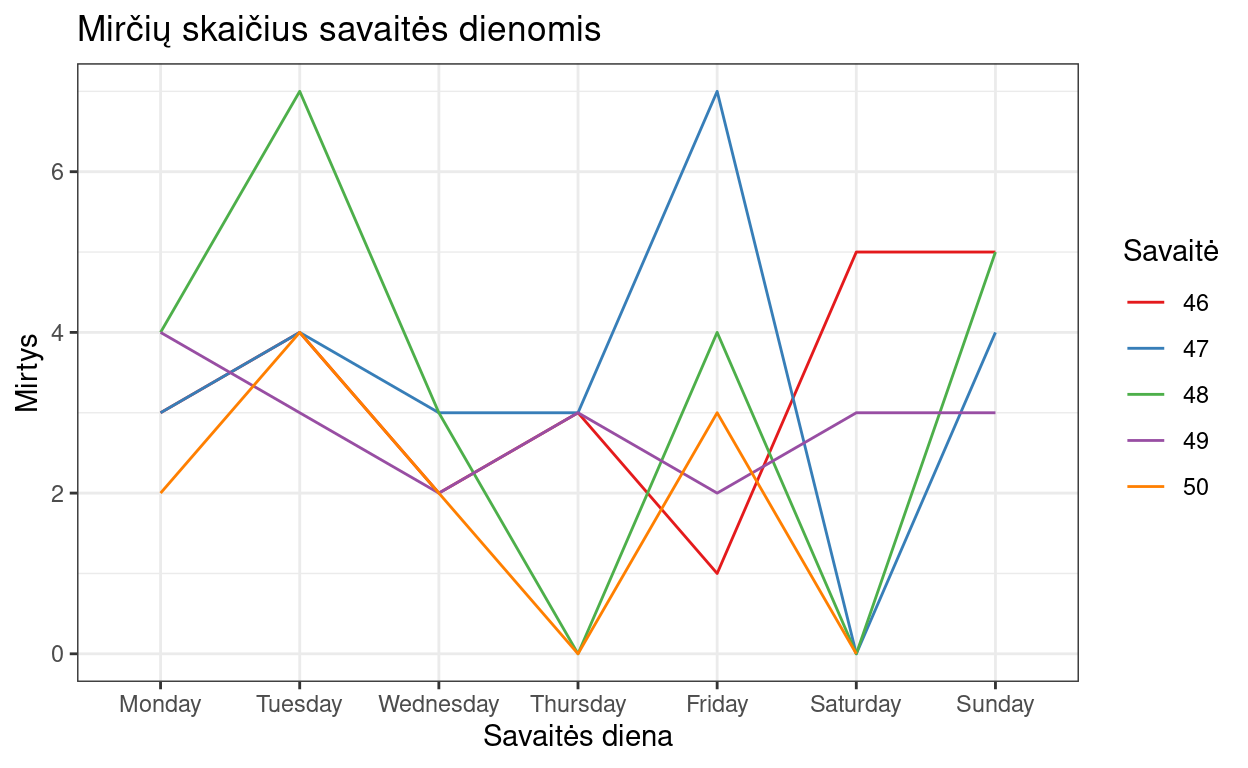 Mirčių skaičius savaitės dienomis
Mirtys
6
4
2
0
Monday Tuesday Wednesday Thursday Friday Saturday Sunday
Savaitės diena
Savaitė
46
47
48
49
50